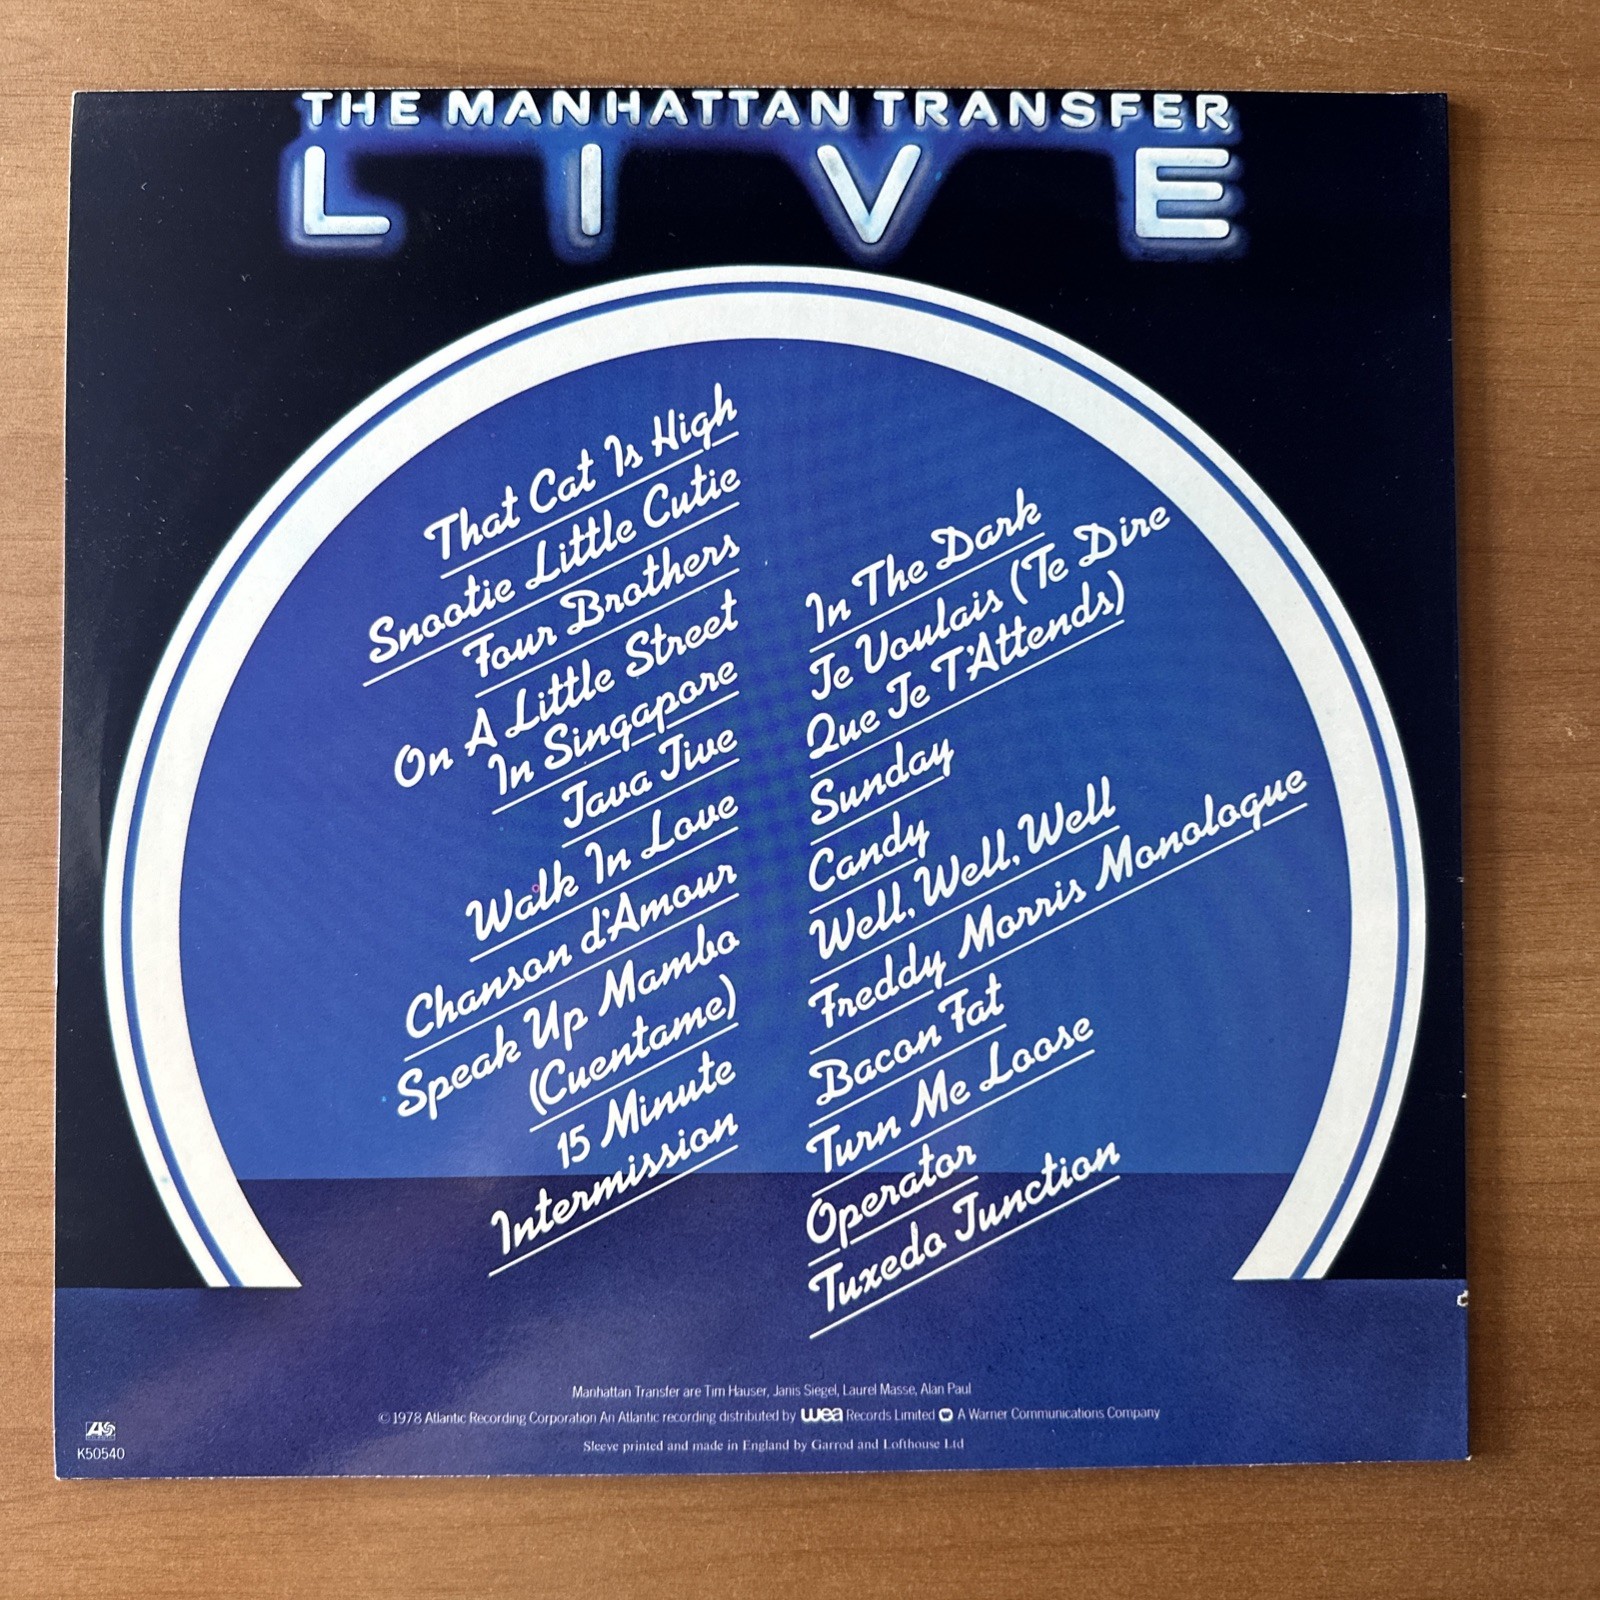 THE MANHATTAN TRANSFER
LIVE
That Cat Is High
Snootie Little Cutie
Four Brothers
On A Little Street
In Singapore
Java Jive
Walk In Love
Chanson d'Amour
Speak Up Mambo
(Cuentame)
15 Minute
Intermission
In The Dark
Je Voulais (Te Dire
Que Je T'Attends)
Sunday
Candy
Well, Well, Well
Freddy Morris Monologue
Bacon Fat
Turn Me Loose
Operator
Tuxedo Junction
Manhattan Transfer are Tim Hauser, Janis Siegel, Laurel Masse, Alan Paul
© 1978 Atlantic Recording Corporation An Atlantic recording distributed by wea Records Limited A Warner Communications Company
Sleeve printed and made in England by Garrod and Lofthouse Ltd
K50540